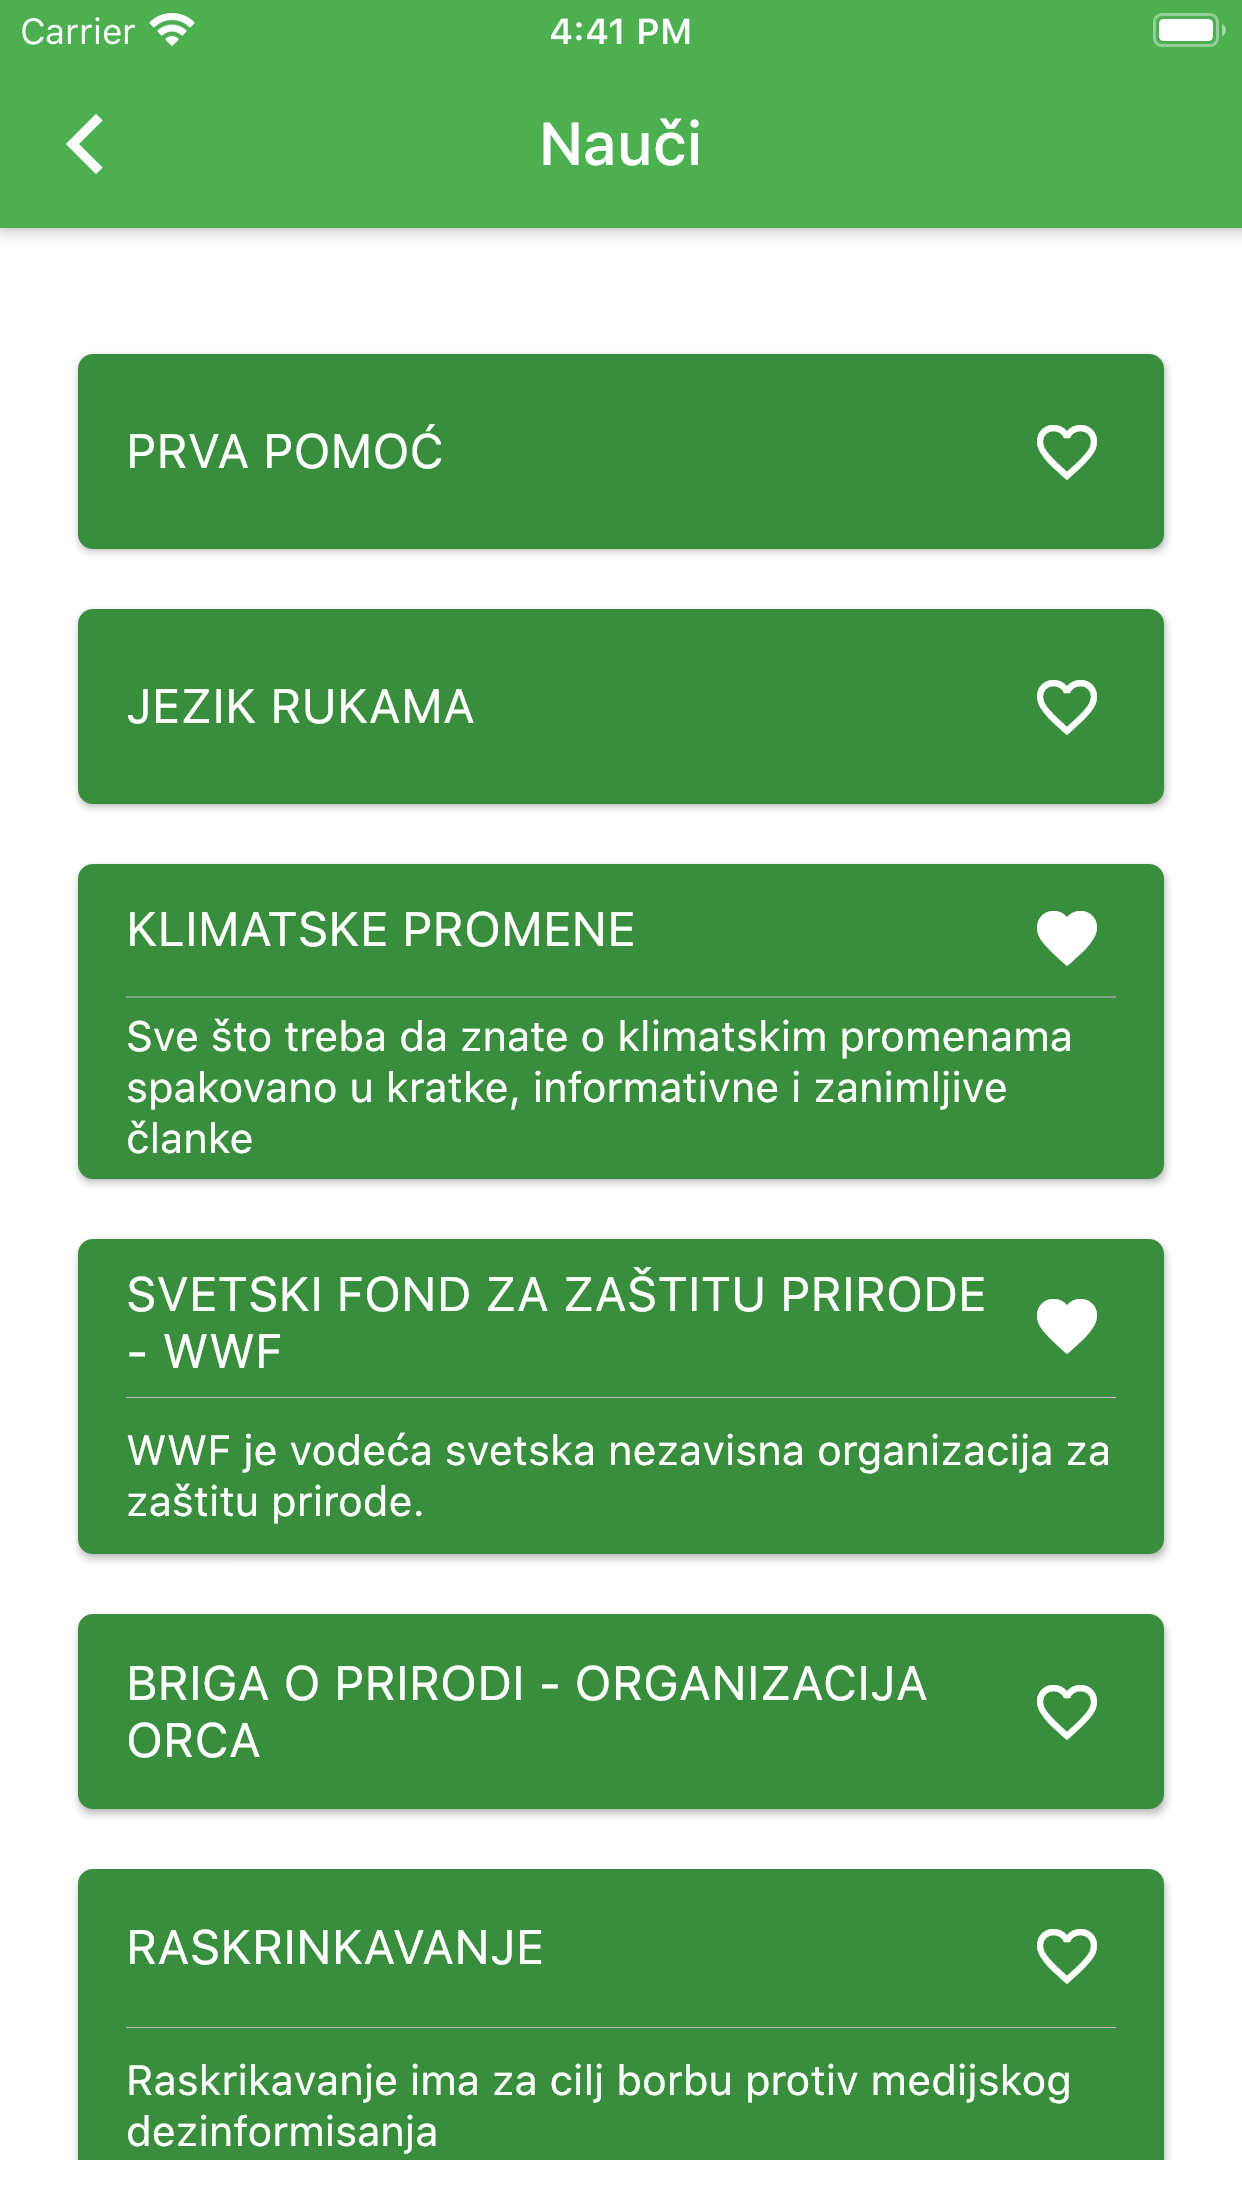 Carrier
4:41 PM
Nauči
PRVA POMOĆ
JEZIK RUKAMA
KLIMATSKE PROMENE
Sve što treba da znate o klimatskim promenama
spakovano u kratke, informativne i zanimljive
članke
SVETSKI FOND ZA ZAŠTITU PRIRODE
- WWF
WWF je vodeća svetska nezavisna organizacija za
zaštitu prirode.
BRIGA O PRIRODI - ORGANIZACIJA
ORCA
RASKRINKAVANJE
Raskrikavanje ima za cilj borbu protiv medijskog
dezinformisanja